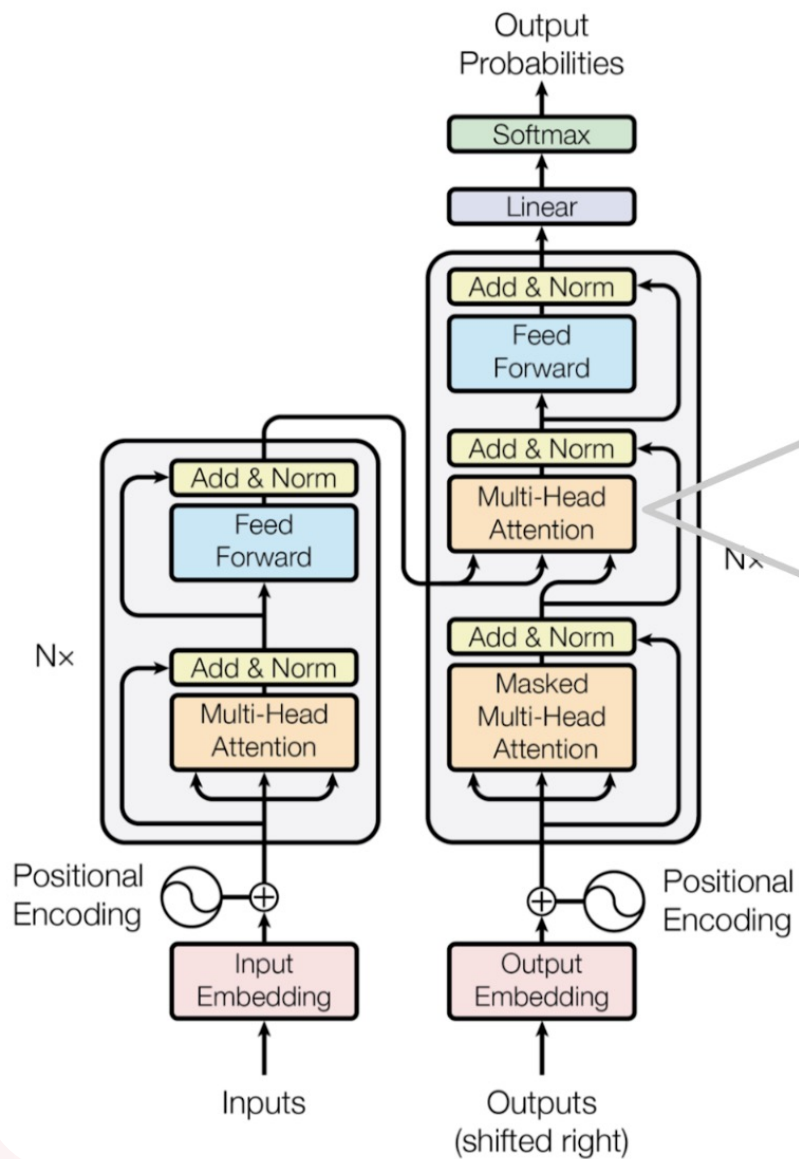 Output
Probabilities
Softmax
Linear
Add & Norm
Feed
Forward
Add & Norm
Multi-Head
Attention
Nx
Add & Norm
Masked
Multi-Head
Attention
Add & Norm
Feed
Forward
Nx
Add & Norm
Multi-Head
Attention
Positional
Encoding
Positional
Encoding
Input
Embedding
Output
Embedding
Inputs
Outputs
(shifted right)